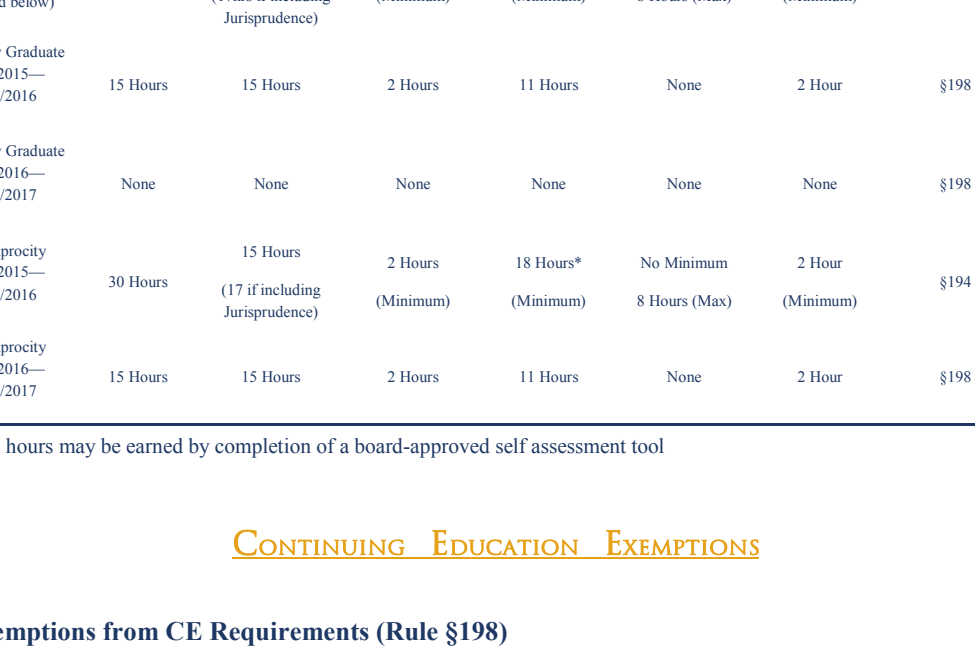 d below)
Jurisprudence)
Graduate
2015—
/2016
15 Hours 15 Hours 2 Hours 11 Hours None 2 Hour §198
Graduate
2016—
/2017
None None None None None None §198
procity
2015—
/2016
30 Hours
15 Hours
(17 if including
Jurisprudence)
2 Hours
(Minimum)
18 Hours*
(Minimum)
No Minimum
8 Hours (Max)
2 Hour
(Minimum)
§194
procity
2016—
/2017
15 Hours 15 Hours 2 Hours 11 Hours None 2 Hour §198
hours may be earned by completion of a board-approved self assessment tool
Continuing Education Exemptions
emptions from CE Requirements (Rule §198)